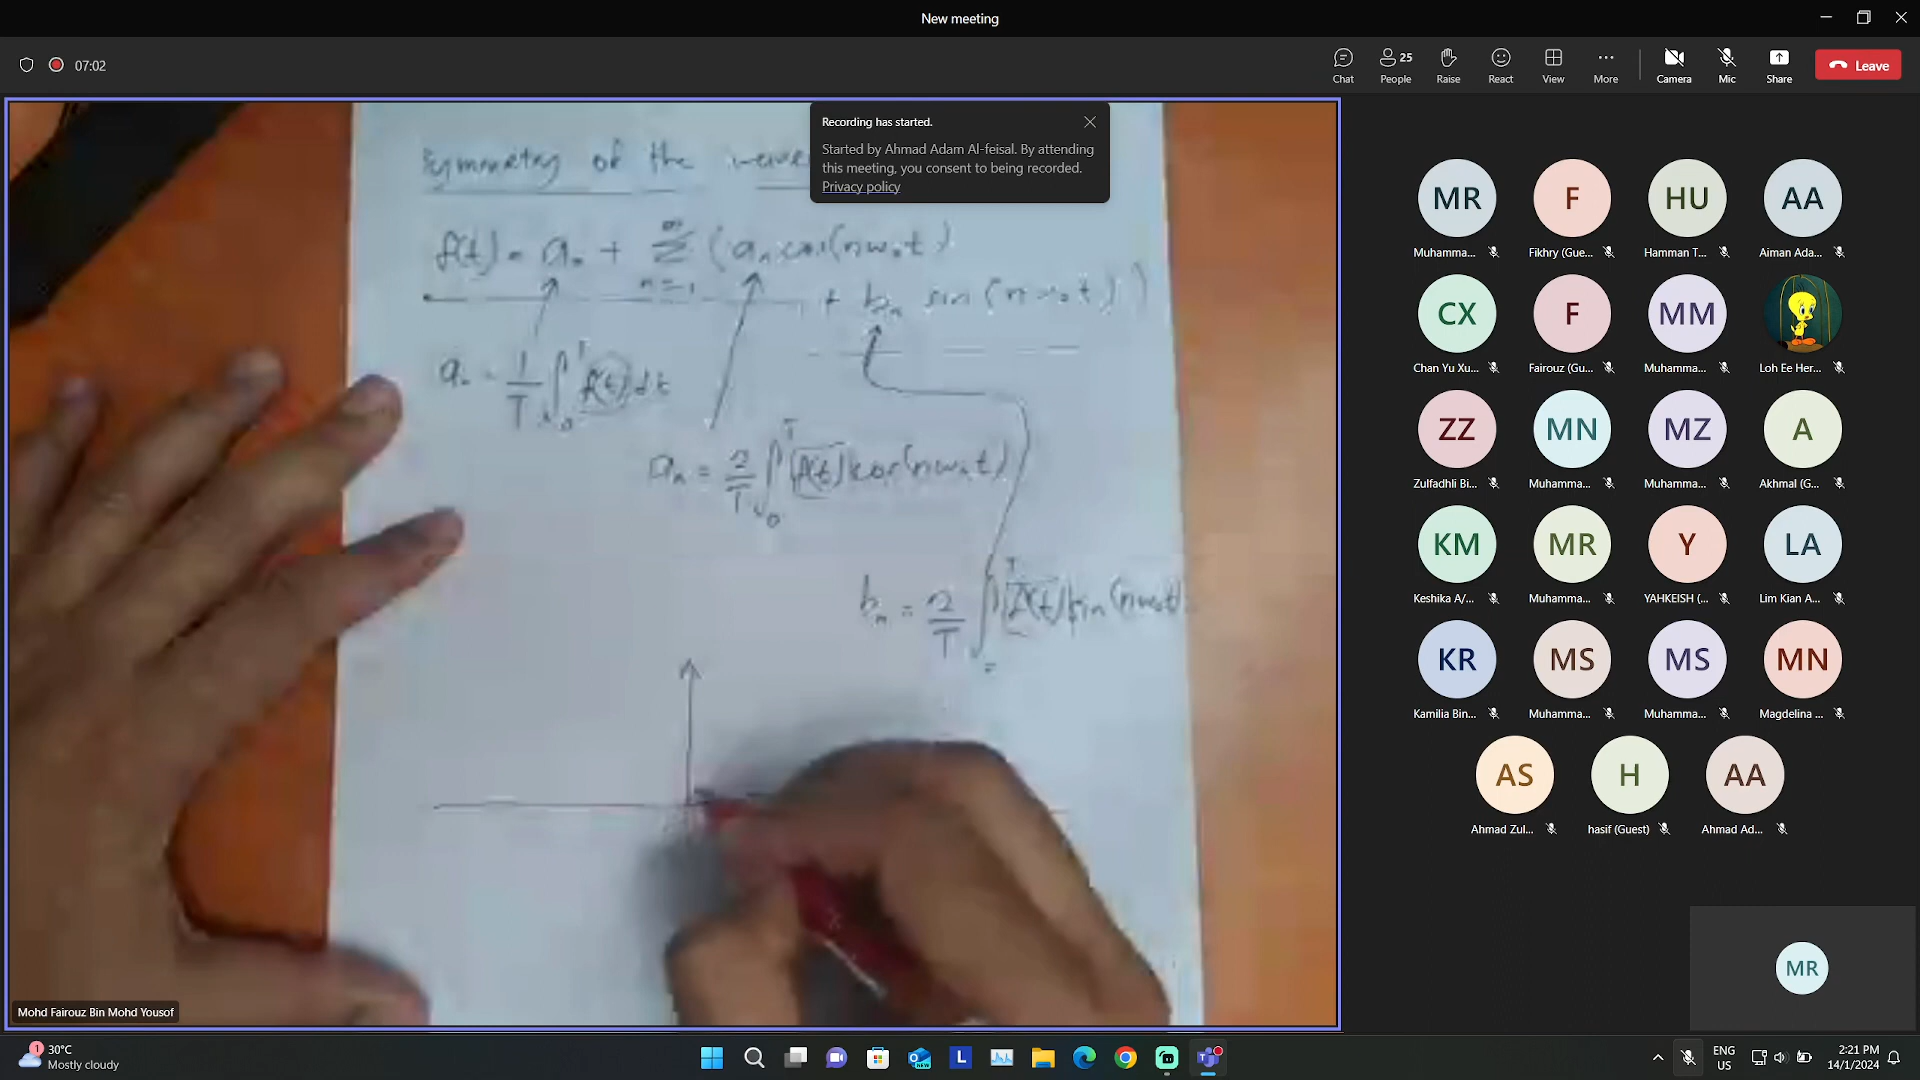 New meeting
07:02
Chat
25
People
Raise
React
View
More
Camera
Mic
Share
Leave
Recording has started.
Started by Ahmad Adam Al-feisal. By attending
this meeting, you consent to being recorded.
Privacy policy
Symmetry of the
f(t) = a₀ + ∞ Σ n=1 (aₙ cos(nω₀t)
+ bₙ sin(nω₀t))
a₀ = 1/T ∫₀ᵀ f(t) dt
aₙ = 2/T ∫₀ᵀ f(t) cos(nω₀t)
bₙ = 2/T ∫₀ᵀ f(t) sin(nω₀t)
Mohd Fairouz Bin Mohd Yousof
MR F HU AA
Muhamma... Fikhry (Gue... Hamman T... Aiman Ada...
CX F MM
Chan Yu Xu... Fairouz (Gu... Muhamma... Loh Ee Her...
ZZ MN MZ A
Zulfadhli Bi... Muhamma... Muhamma... Akhmal (G...
KM MR Y LA
Keshika A/... Muhamma... YAHKEISH (... Lim Kian A...
KR MS MS MN
Kamilia Bin... Muhamma... Muhamma... Magdelina ...
AS H AA
Ahmad Zul... hasif (Guest) Ahmad Ad...
MR
1
30°C
Mostly cloudy
NEW
L
ENG
US
2:21 PM
14/1/2024